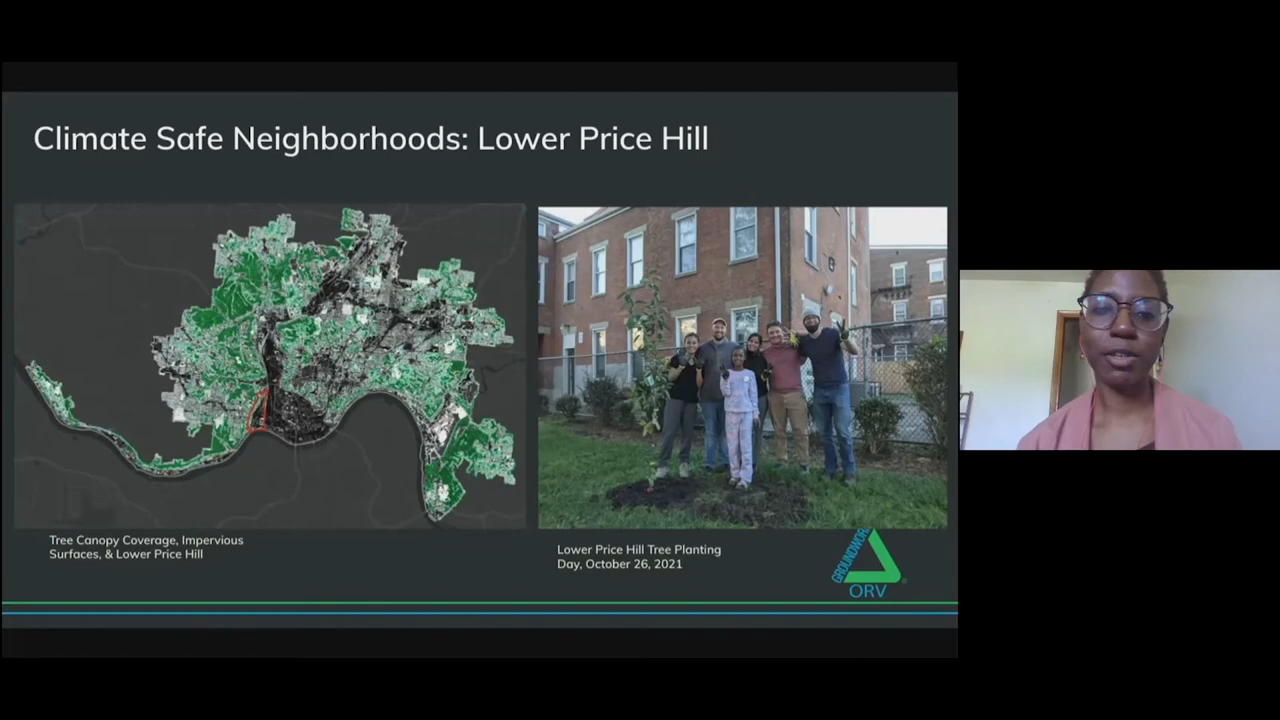 Climate Safe Neighborhoods: Lower Price Hill
Tree Canopy Coverage, Impervious
Surfaces, & Lower Price Hill
Lower Price Hill Tree Planting
Day, October 26, 2021
GROUNDWORK
ORV